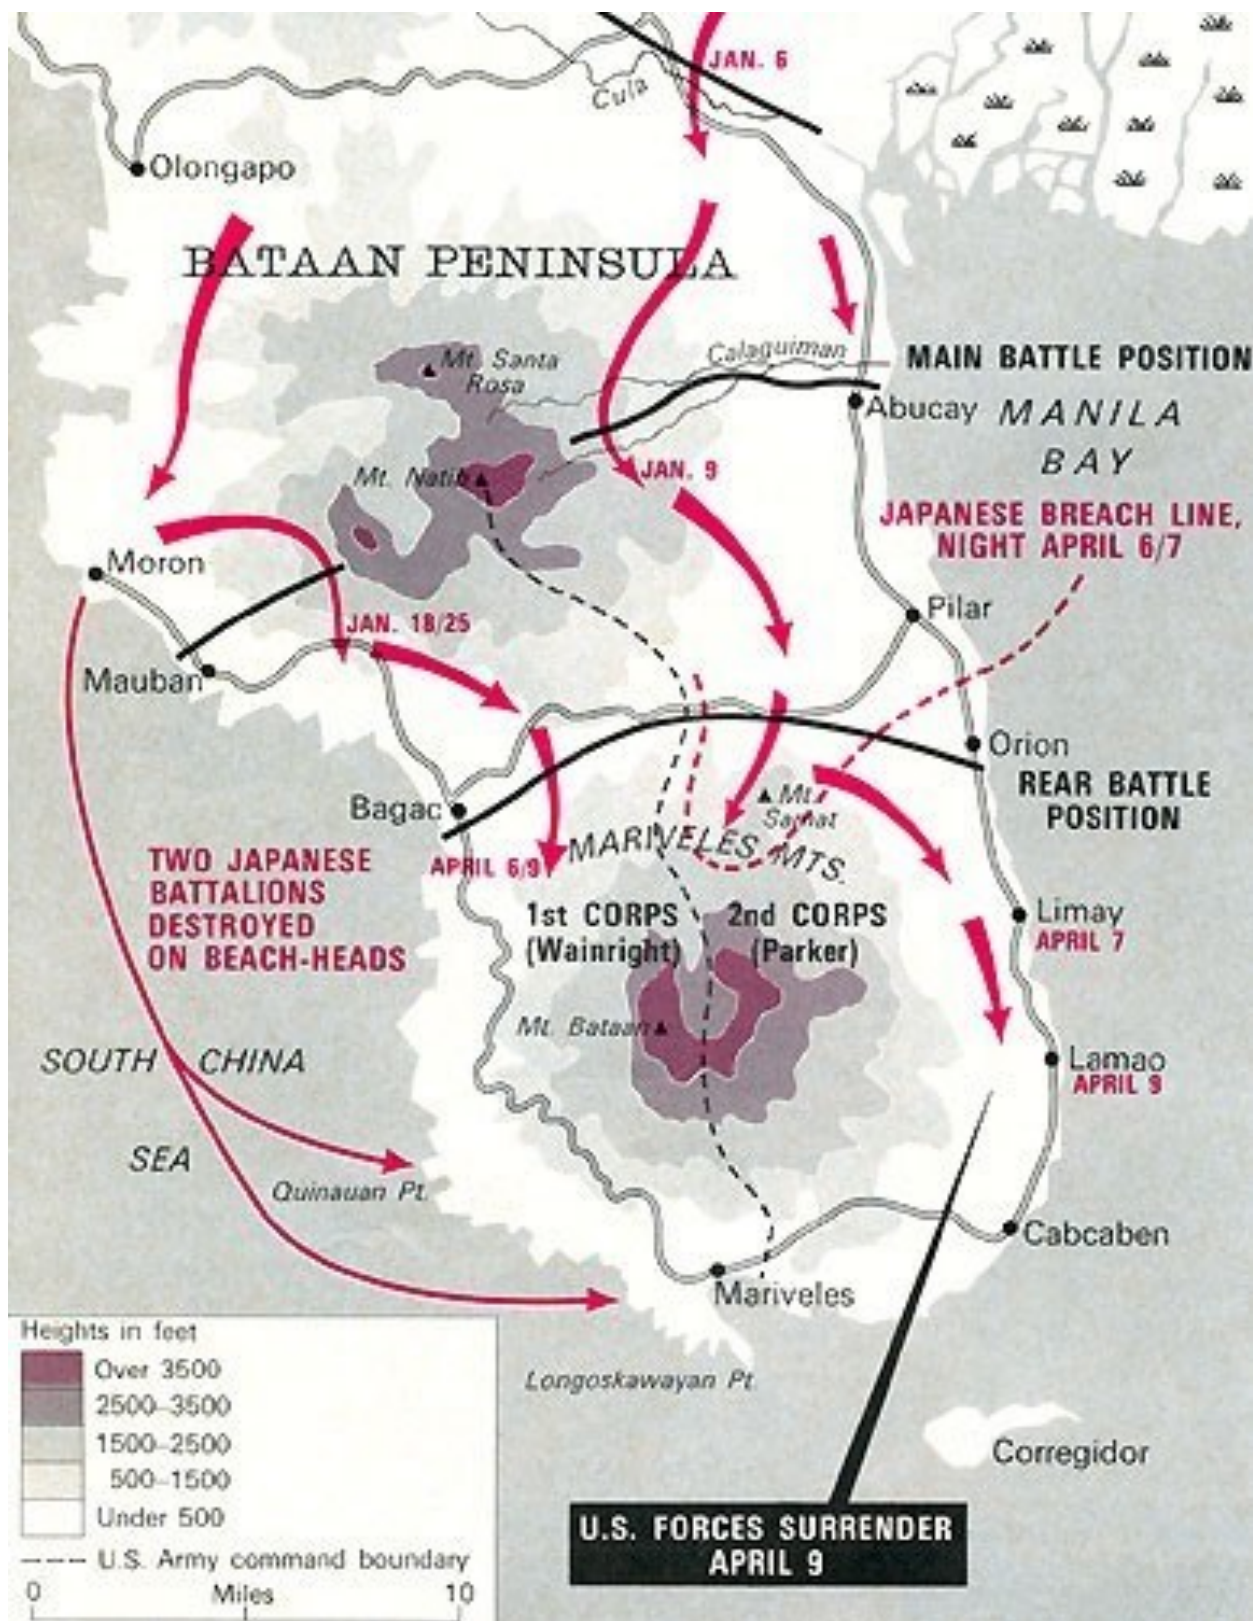 JAN. 6
Cula
Olongapo
BATAAN PENINSULA
Mt. Santa
Rosa
Calaguiman
MAIN BATTLE POSITION
Abucay
MANILA
BAY
Mt. Natib
JAN. 9
JAPANESE BREACH LINE,
NIGHT APRIL 6/7
Moron
Pilar
JAN. 18/25
Mauban
Orion
REAR BATTLE
POSITION
Bagac
Mt.
Samat
MARIVELES MTS.
APRIL 6/9
TWO JAPANESE
BATTALIONS
DESTROYED
ON BEACH-HEADS
1st CORPS
(Wainright)
2nd CORPS
(Parker)
Limay
APRIL 7
Mt. Bataan
SOUTH CHINA
SEA
Lamao
APRIL 9
Quinauan Pt.
Cabcaben
Mariveles
Longoskawayan Pt.
Corregidor
U.S. FORCES SURRENDER
APRIL 9
Heights in feet
Over 3500
2500-3500
1500-2500
500-1500
Under 500
U.S. Army command boundary
0 Miles 10